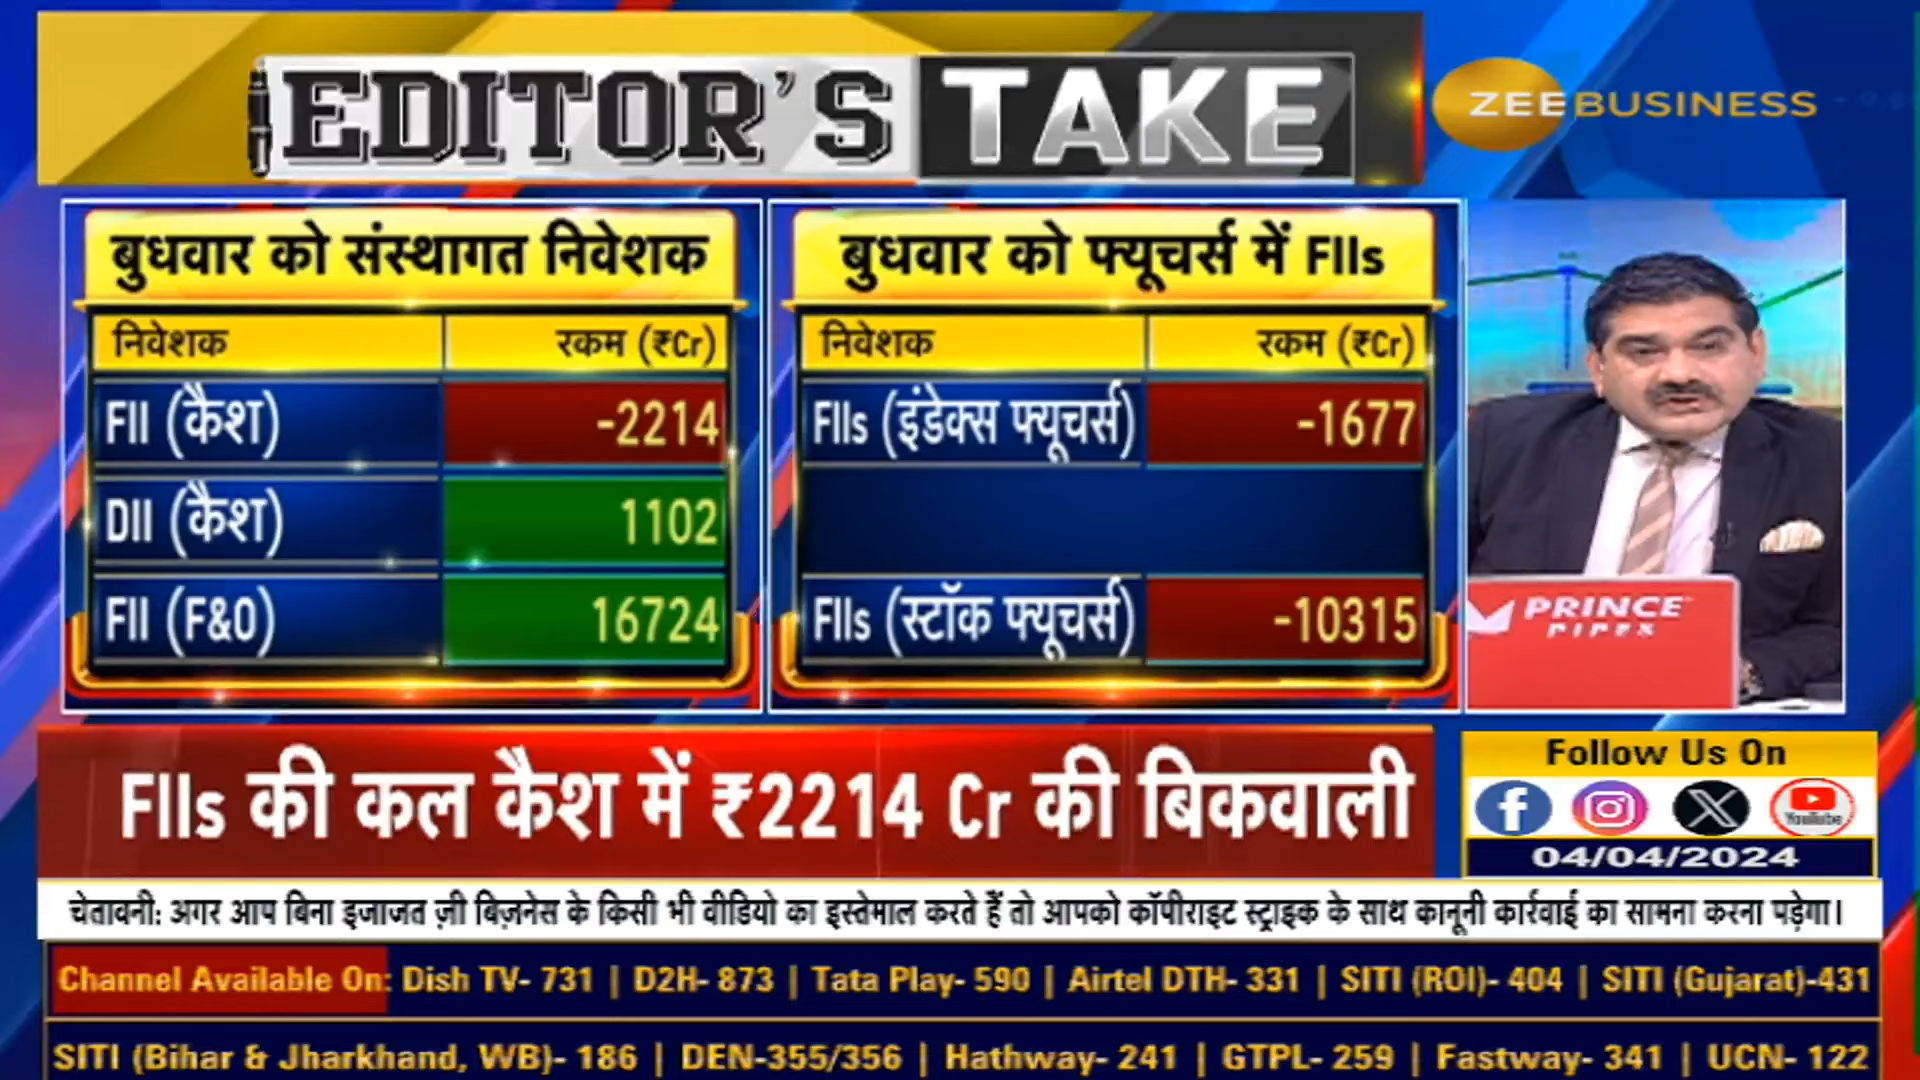 EDITOR'S TAKE
ZEEBUSINESS
बुधवार को संस्थागत निवेशक
निवेशक रकम (₹Cr)
FII (कैश) -2214
DII (कैश) 1102
FII (F&O) 16724
बुधवार को फ्यूचर्स में FIIs
निवेशक रकम (₹Cr)
FIIs (इंडेक्स फ्यूचर्स) -1677
FIIs (स्टॉक फ्यूचर्स) -10315
PRINCE
PIPES
FIIs की कल कैश में ₹2214 Cr की बिकवाली
Follow Us On
YouTube
04/04/2024
चेतावनी: अगर आप बिना इजाजत ज़ी बिज़नेस के किसी भी वीडियो का इस्तेमाल करते हैं तो आपको कॉपीराइट स्ट्राइक के साथ कानूनी कार्रवाई का सामना करना पड़ेगा।
Channel Available On: Dish TV- 731 | D2H- 873 | Tata Play- 590 | Airtel DTH- 331 | SITI (ROI)- 404 | SITI (Gujarat)-431
SITI (Bihar & Jharkhand, WB)- 186 | DEN-355/356 | Hathway- 241 | GTPL- 259 | Fastway- 341 | UCN- 122